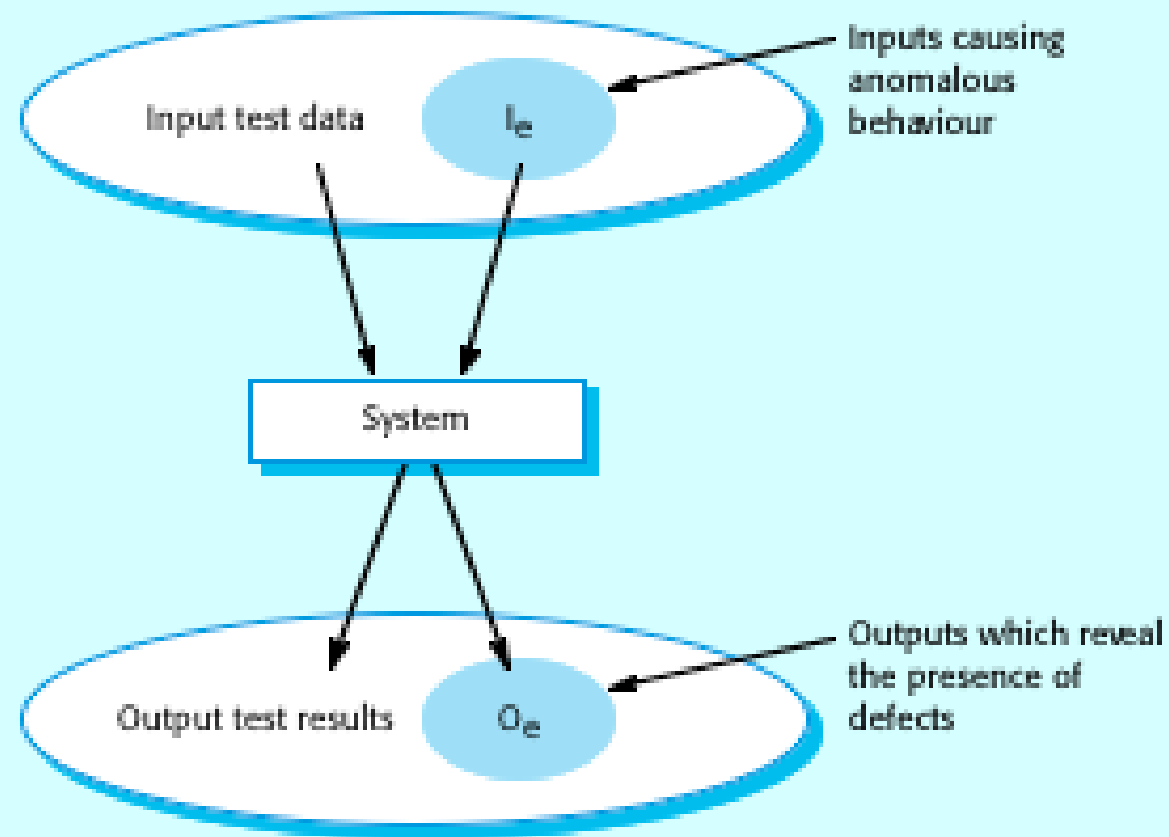 Inputs causing
anomalous
behaviour
Input test data
Ie
System
Outputs which reveal
the presence of
defects
Output test results
Oe